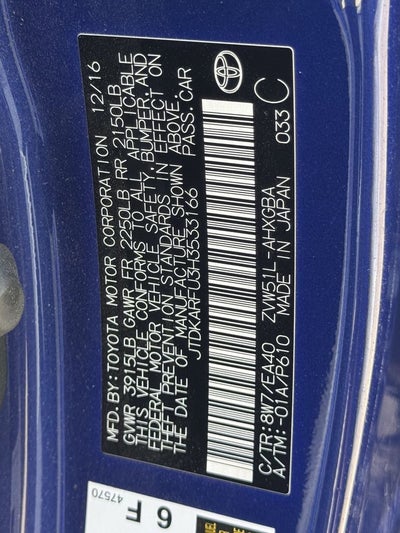 MFD.BY:TOYOTA MOTOR CORPORATION 12/16
GVWR 3915LB GAWR FR 2250LB RR 2150LB
THIS VEHICLE CONFORMS TO ALL APPLICABLE
FEDERAL MOTOR VEHICLE SAFETY, BUMPER, AND
THEFT PREVENTION STANDARDS IN EFFECT ON
THE DATE OF MANUFACTURE SHOWN ABOVE.
JTDKARFU3H3533166 PASS.CAR
C/TR:8W7/EA40 ZVW51L-AHXGBA
A/TM:-01A/P610 MADE IN JAPAN 033 C
47570
6 F